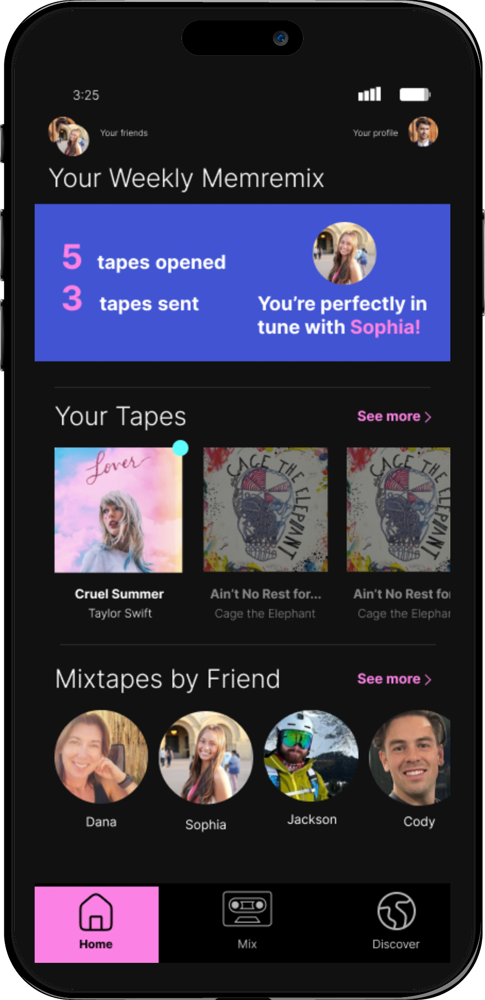 3:25
Your friends
Your profile
Your Weekly Memremix
5 tapes opened
3 tapes sent
You’re perfectly in
tune with Sophia!
Your Tapes
See more >
Lover
CAGE THE ELEPHANT
CAGE THE ELEPHANT
Cruel Summer
Taylor Swift
Ain’t No Rest for...
Cage the Elephant
Ain’t No Rest for
Cage the Elephan
Mixtapes by Friend
See more >
Dana
Sophia
Jackson
Cody
Home
Mix
Discover